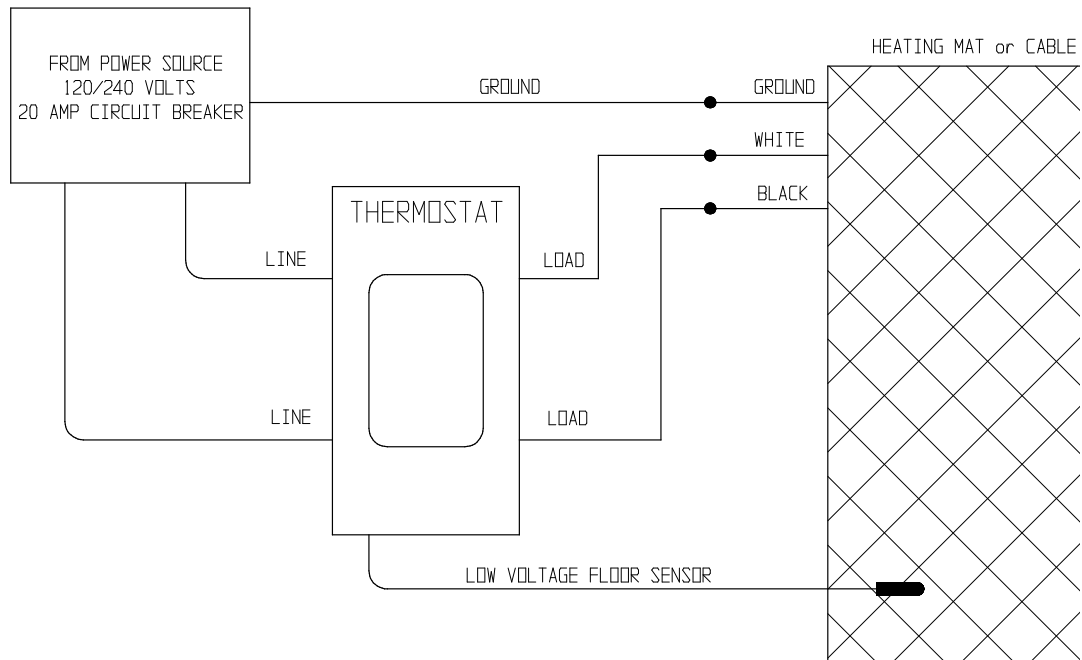 HEATING MAT or CABLE
FROM POWER SOURCE
120/240 VOLTS
20 AMP CIRCUIT BREAKER
GROUND
GROUND
WHITE
BLACK
THERMOSTAT
LINE
LOAD
LINE
LOAD
LOW VOLTAGE FLOOR SENSOR